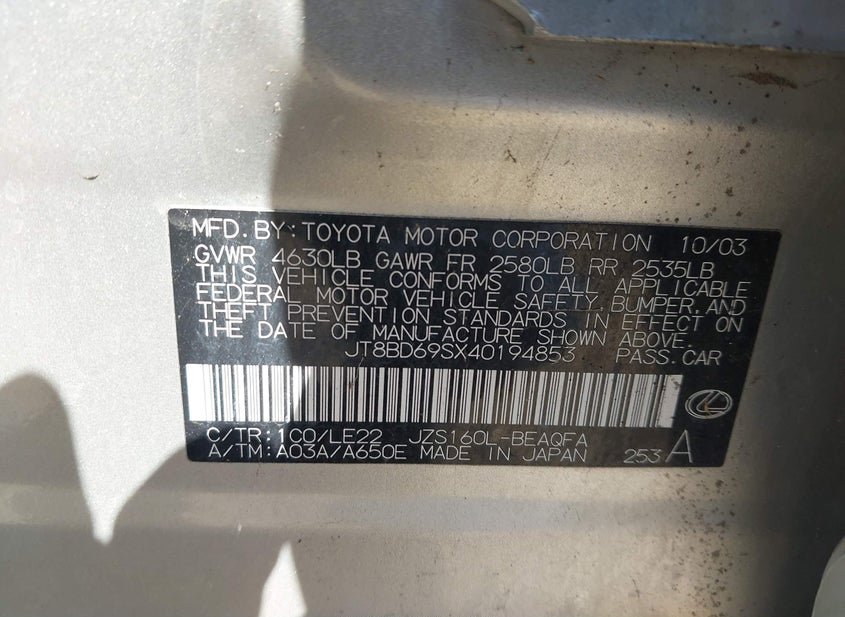 MFD. BY: TOYOTA MOTOR CORPORATION 10/03
GVWR 4630LB GAWR FR 2580LB RR 2535LB
THIS VEHICLE CONFORMS TO ALL APPLICABLE
FEDERAL MOTOR VEHICLE SAFETY, BUMPER, AND
THEFT PREVENTION STANDARDS IN EFFECT ON
THE DATE OF MANUFACTURE SHOWN ABOVE.
JT8BD69SX40194853 PASS. CAR
C/TR: 1C0/LE22 JZS160L-BEAQFA
A/TM: A03A/A650E MADE IN JAPAN 253 A